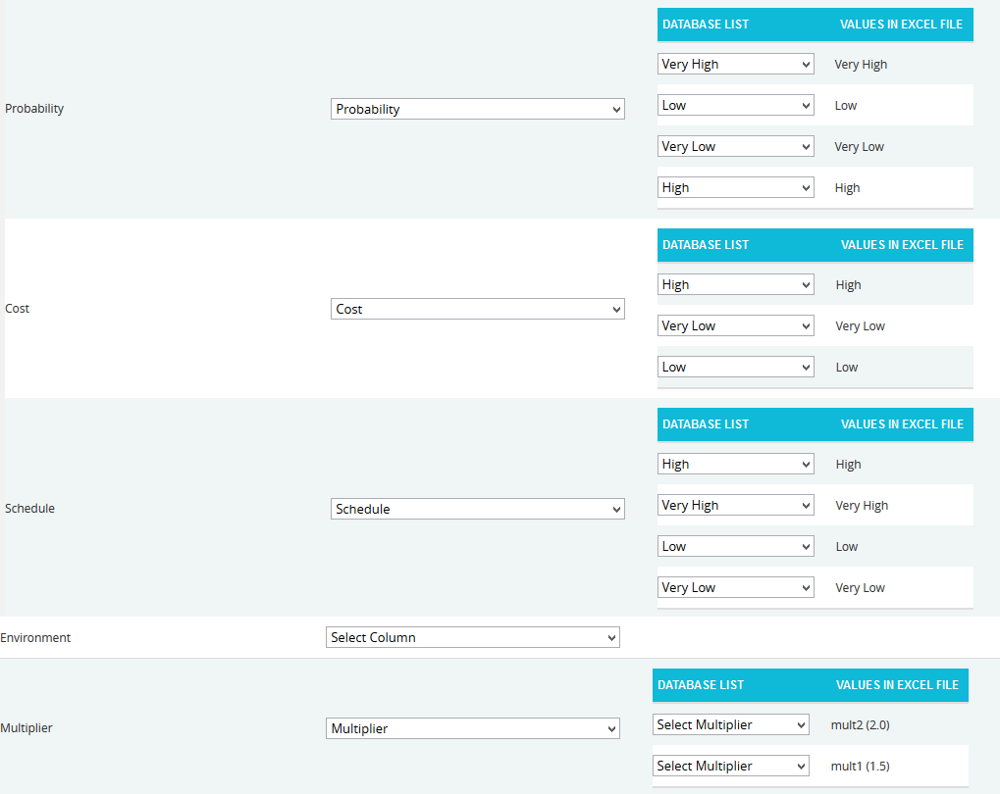 DATABASE LIST VALUES IN EXCEL FILE
Very High Very High
Low Low
Probability Probability
Very Low Very Low
High High
DATABASE LIST VALUES IN EXCEL FILE
High High
Cost Cost
Very Low Very Low
Low Low
DATABASE LIST VALUES IN EXCEL FILE
High High
Very High Very High
Schedule Schedule
Low Low
Very Low Very Low
Environment Select Column
DATABASE LIST VALUES IN EXCEL FILE
Select Multiplier mult2 (2.0)
Multiplier Multiplier
Select Multiplier mult1 (1.5)